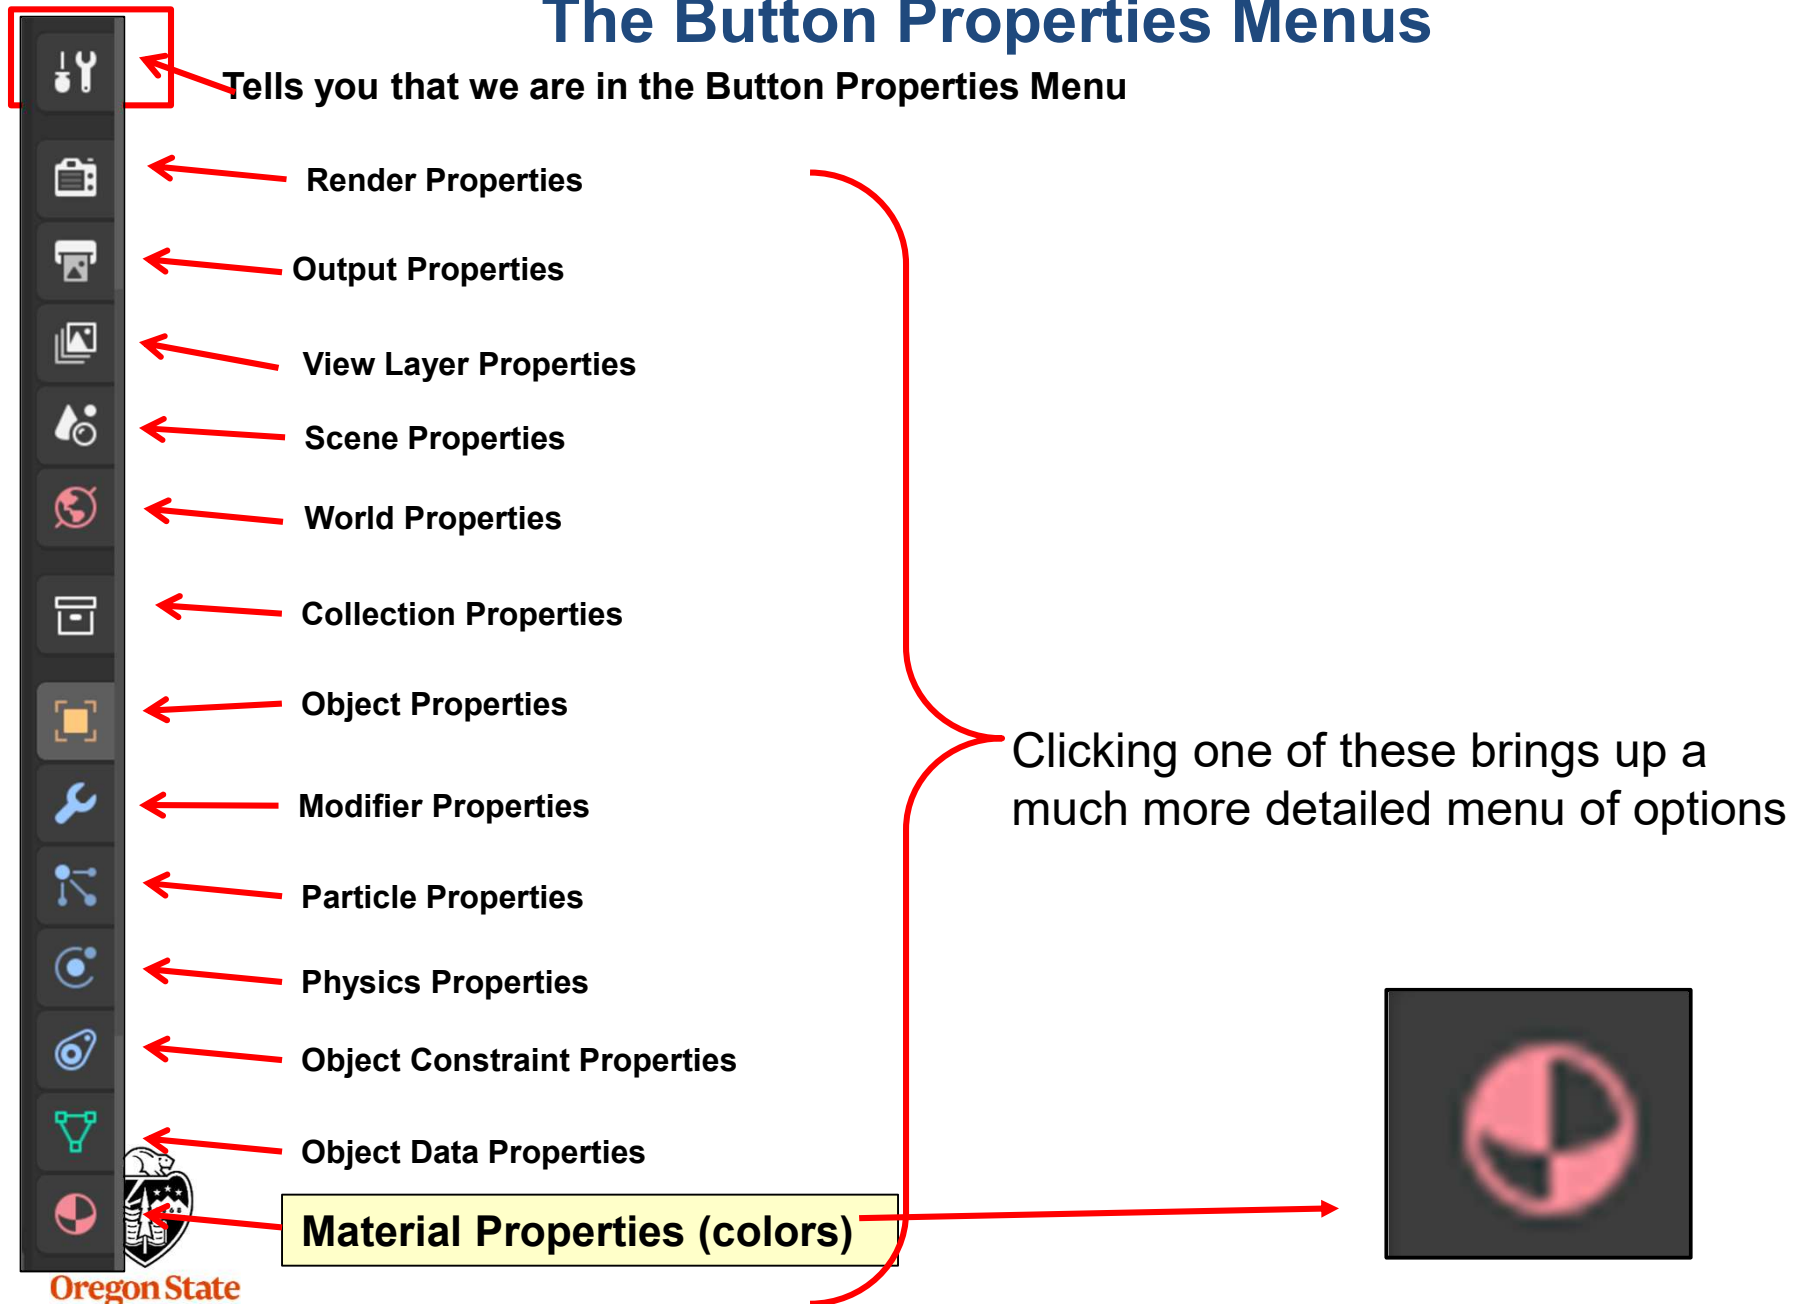 The Button Properties Menus
Tells you that we are in the Button Properties Menu
Render Properties
Output Properties
View Layer Properties
Scene Properties
World Properties
Collection Properties
Object Properties
Modifier Properties
Particle Properties
Physics Properties
Object Constraint Properties
Object Data Properties
Material Properties (colors)
Clicking one of these brings up a
much more detailed menu of options
Oregon State